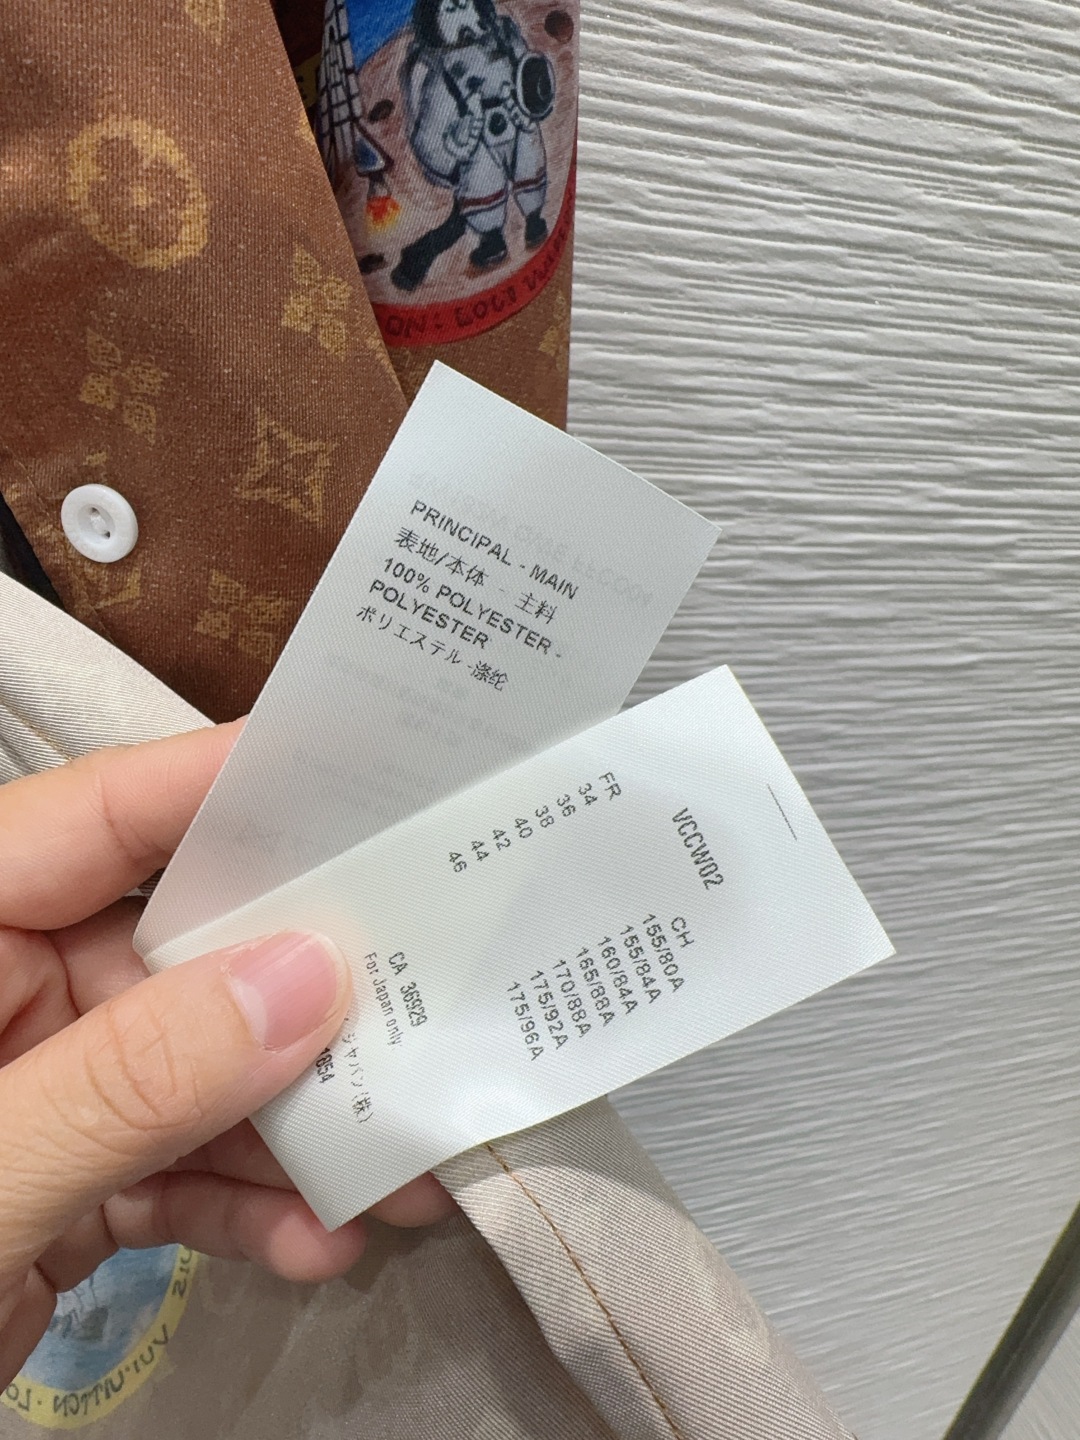 PRINCIPAL - MAIN
表地/本体 - 主料
100% POLYESTER -
POLYESTER
ポリエステル -涤纶
VCCW02
FR
34
36
38
40
42
44
46
CH
155/80A
155/84A
160/84A
165/88A
170/88A
175/92A
175/96A
CA 36929
For Japan only
ジャパン(株)
1854